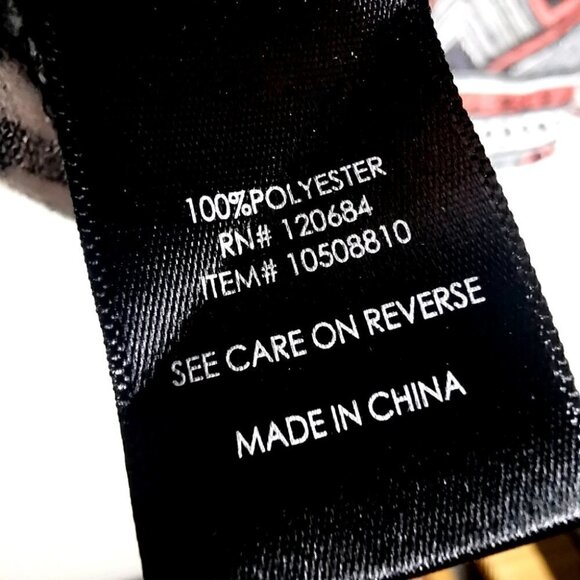 100%POLYESTER
RN# 120684
ITEM# 10508810
SEE CARE ON REVERSE
MADE IN CHINA